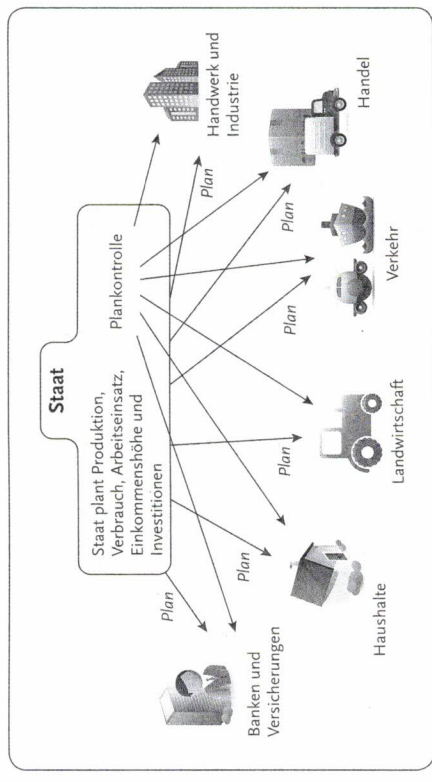 Staat
Staat plant Produktion,
Verbrauch, Arbeitseinsatz,
Einkommenshöhe und
Investitionen
Plankontrolle
Plan
Plan
Plan
Plan
Plan
Plan
Banken und
Versicherungen
Haushalte
Landwirtschaft
Verkehr
Handel
Handwerk und
Industrie